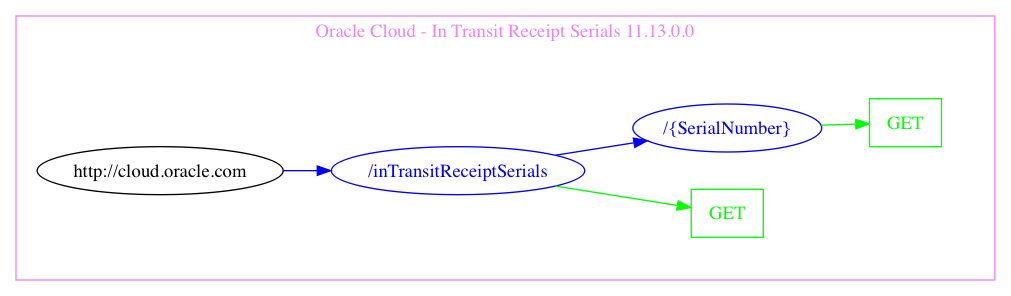 Oracle Cloud - In Transit Receipt Serials 11.13.0.0
http://cloud.oracle.com
/inTransitReceiptSerials
/{SerialNumber}
GET
GET